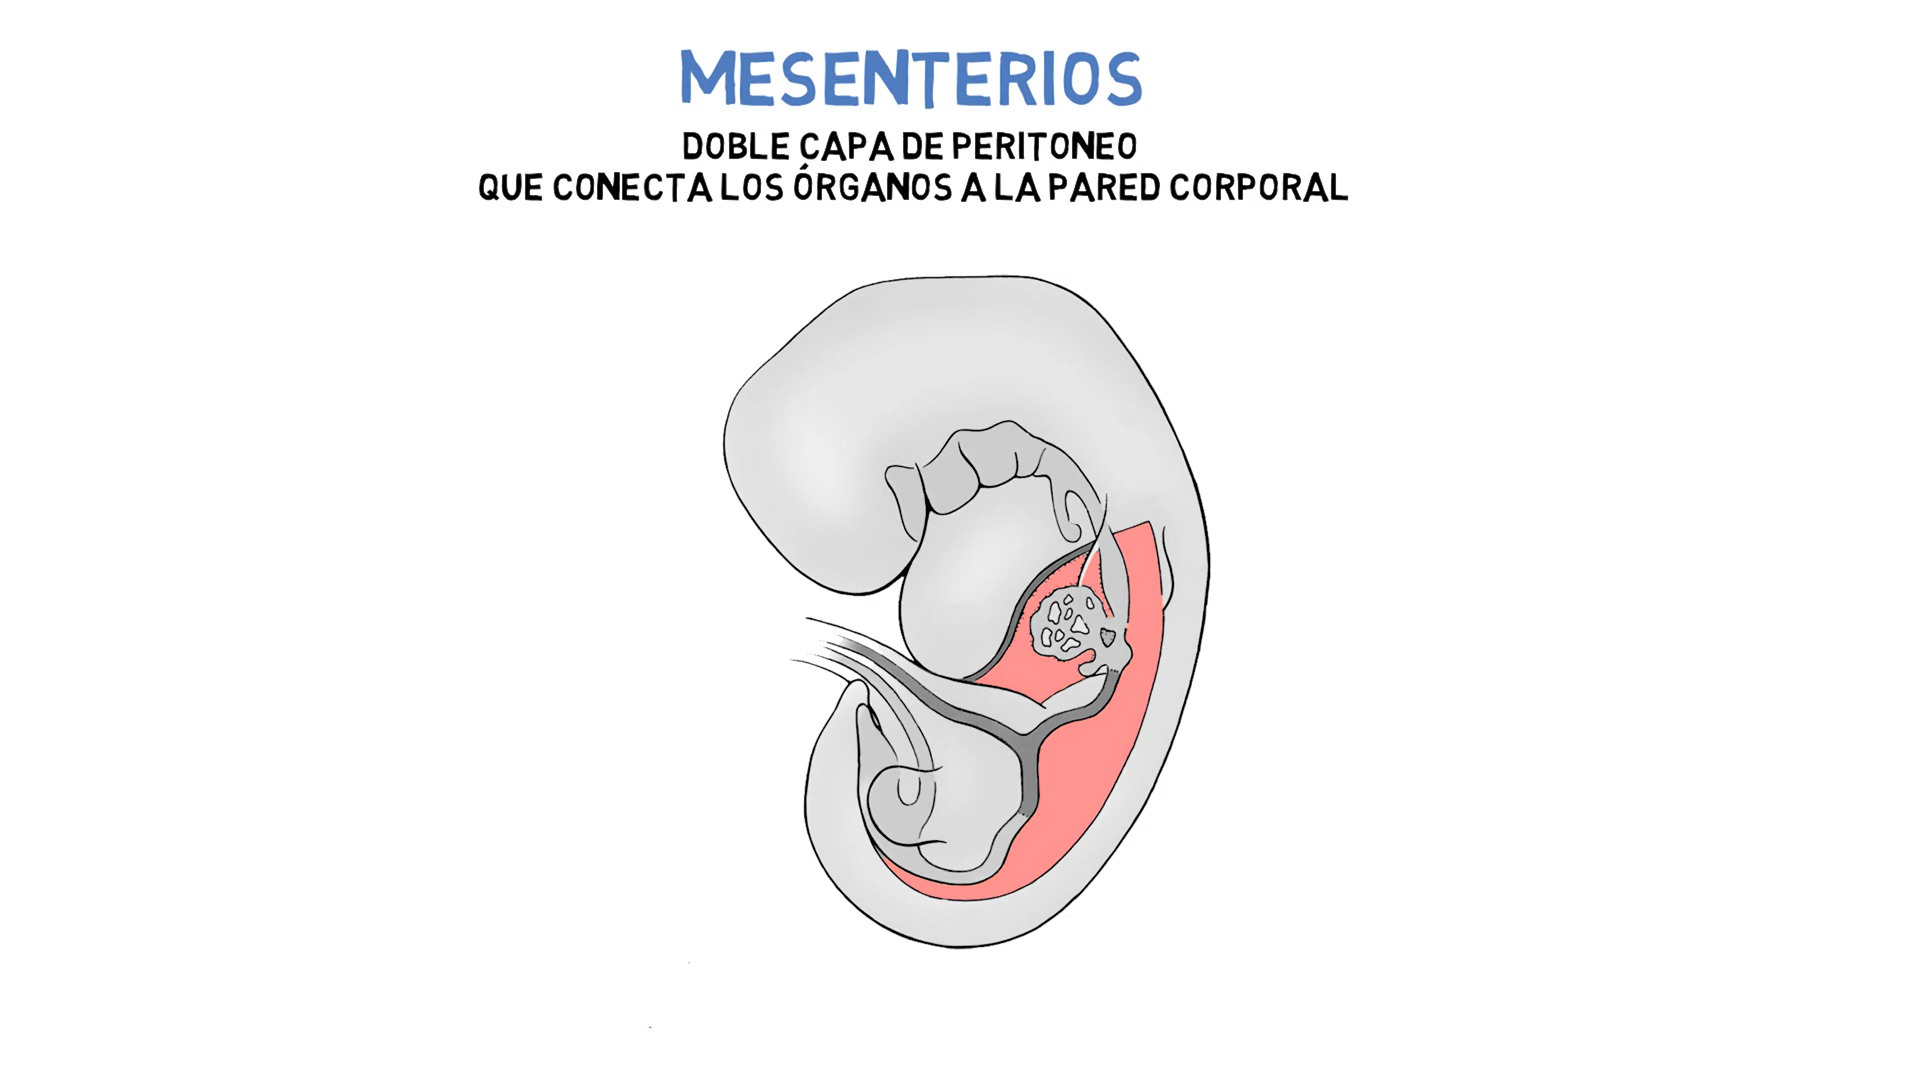 MESENTERIOS
DOBLE CAPA DE PERITONEO
QUE CONECTA LOS ÓRGANOS A LA PARED CORPORAL